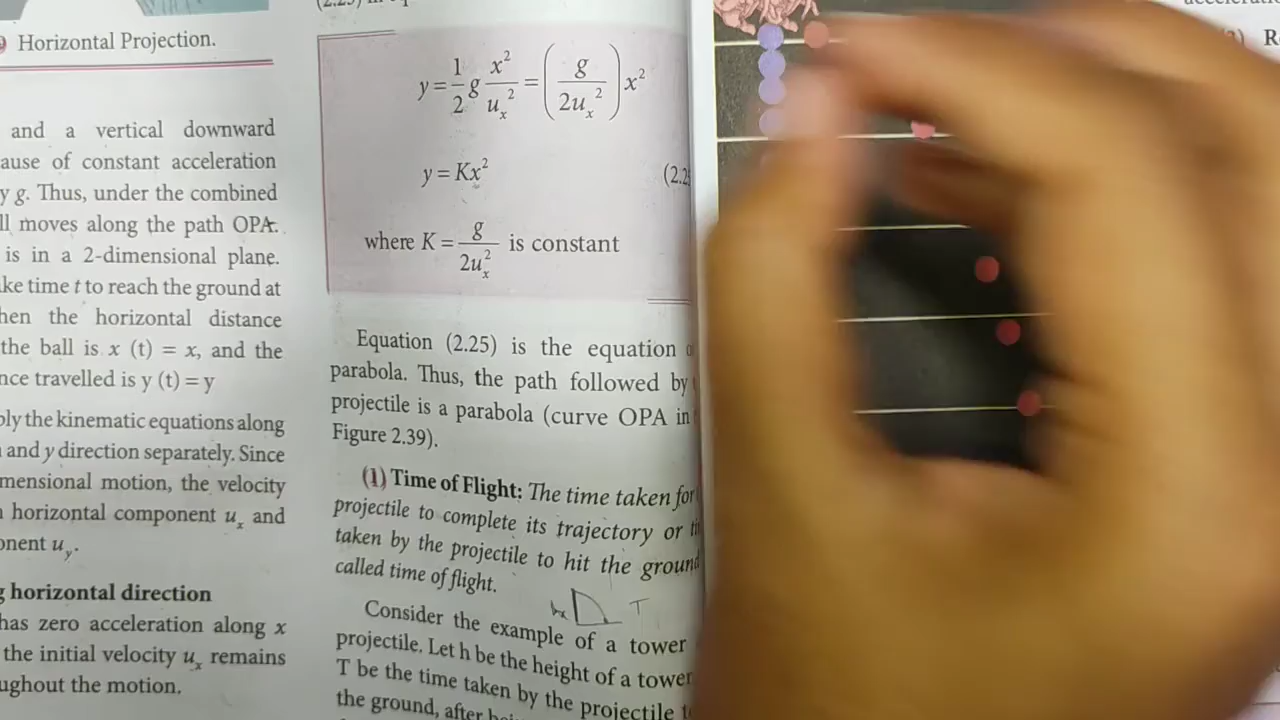 Horizontal Projection.
and a vertical downward
ause of constant acceleration
y g. Thus, under the combined
ll moves along the path OPA.
is in a 2-dimensional plane.
ke time t to reach the ground at
hen the horizontal distance
the ball is x (t) = x, and the
nce travelled is y (t) = y
ply the kinematic equations along
and y direction separately. Since
mensional motion, the velocity
horizontal component uₓ and
onent u_y.
g horizontal direction
has zero acceleration along x
the initial velocity uₓ remains
ughout the motion.
y = 1/2 g x²/uₓ² = (g/2uₓ²) x²
y = Kx² (2.2
where K = g/2uₓ² is constant
Equation (2.25) is the equation o
parabola. Thus, the path followed by
projectile is a parabola (curve OPA in
Figure 2.39).
(1) Time of Flight: The time taken for
projectile to complete its trajectory or ti
taken by the projectile to hit the ground
called time of flight.
T
Consider the example of a tower
projectile. Let h be the height of a tower
T be the time taken by the projectile t
the ground, after